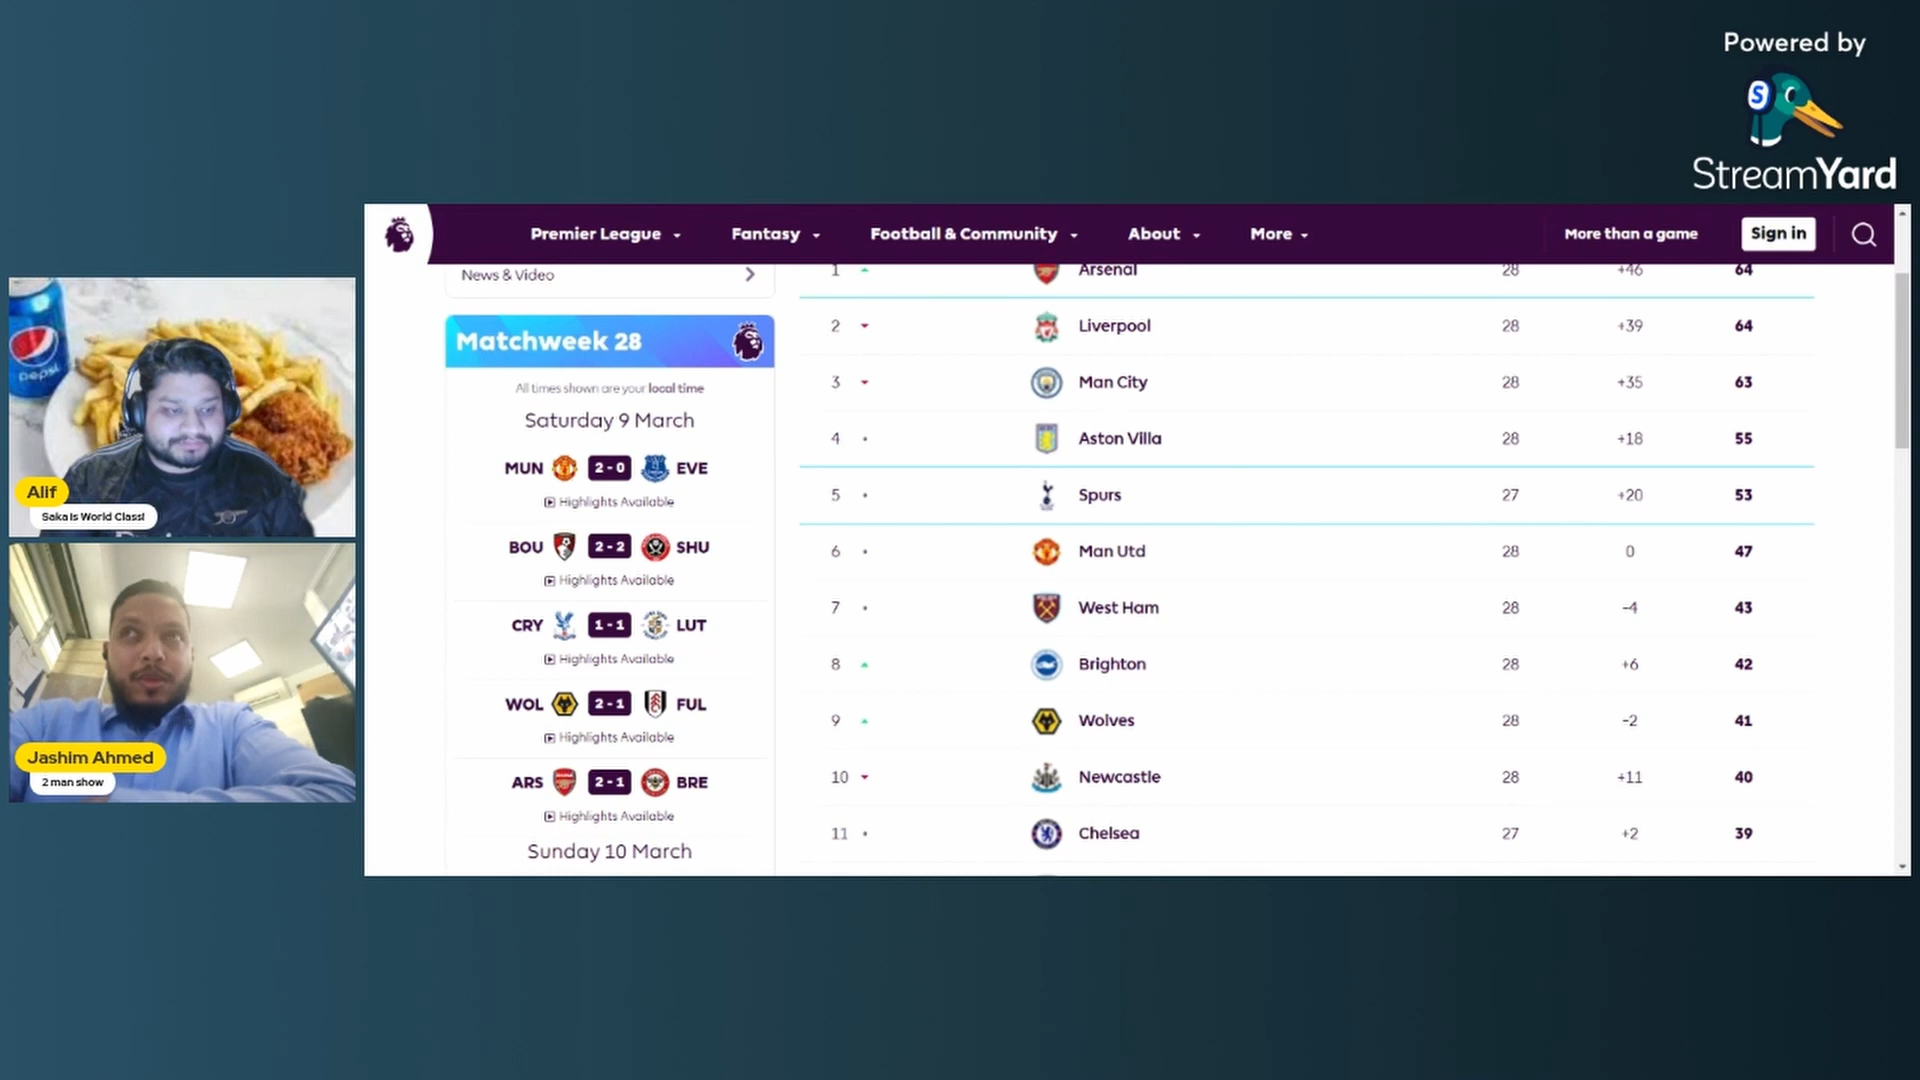 Powered by
StreamYard
Premier League
Fantasy
Football & Community
About
More
More than a game
Sign in
News & Video
Matchweek 28
All times shown are your local time
Saturday 9 March
MUN 2 - 0 EVE
Highlights Available
BOU 2 - 2 SHU
Highlights Available
CRY 1 - 1 LUT
Highlights Available
WOL 2 - 1 FUL
Highlights Available
ARS 2 - 1 BRE
Highlights Available
Sunday 10 March
1 Arsenal 28 +46 64
2 Liverpool 28 +39 64
3 Man City 28 +35 63
4 Aston Villa 28 +18 55
5 Spurs 27 +20 53
6 Man Utd 28 0 47
7 West Ham 28 -4 43
8 Brighton 28 +6 42
9 Wolves 28 -2 41
10 Newcastle 28 +11 40
11 Chelsea 27 +2 39
pepsi
Alif
Saka is World Class!
Jashim Ahmed
2 man show